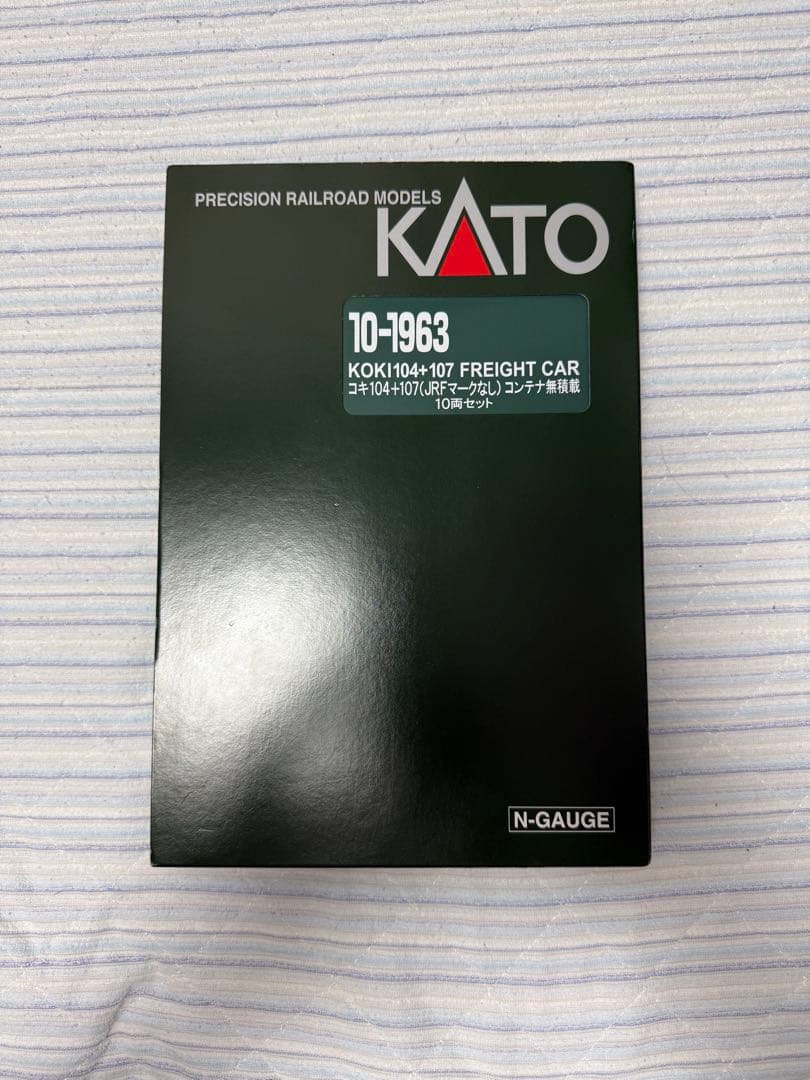 PRECISION RAILROAD MODELS
KATO
10-1963
KOKI104+107 FREIGHT CAR
コキ104+107(JRFマークなし) コンテナ無積載
10両セット
N-GAUGE